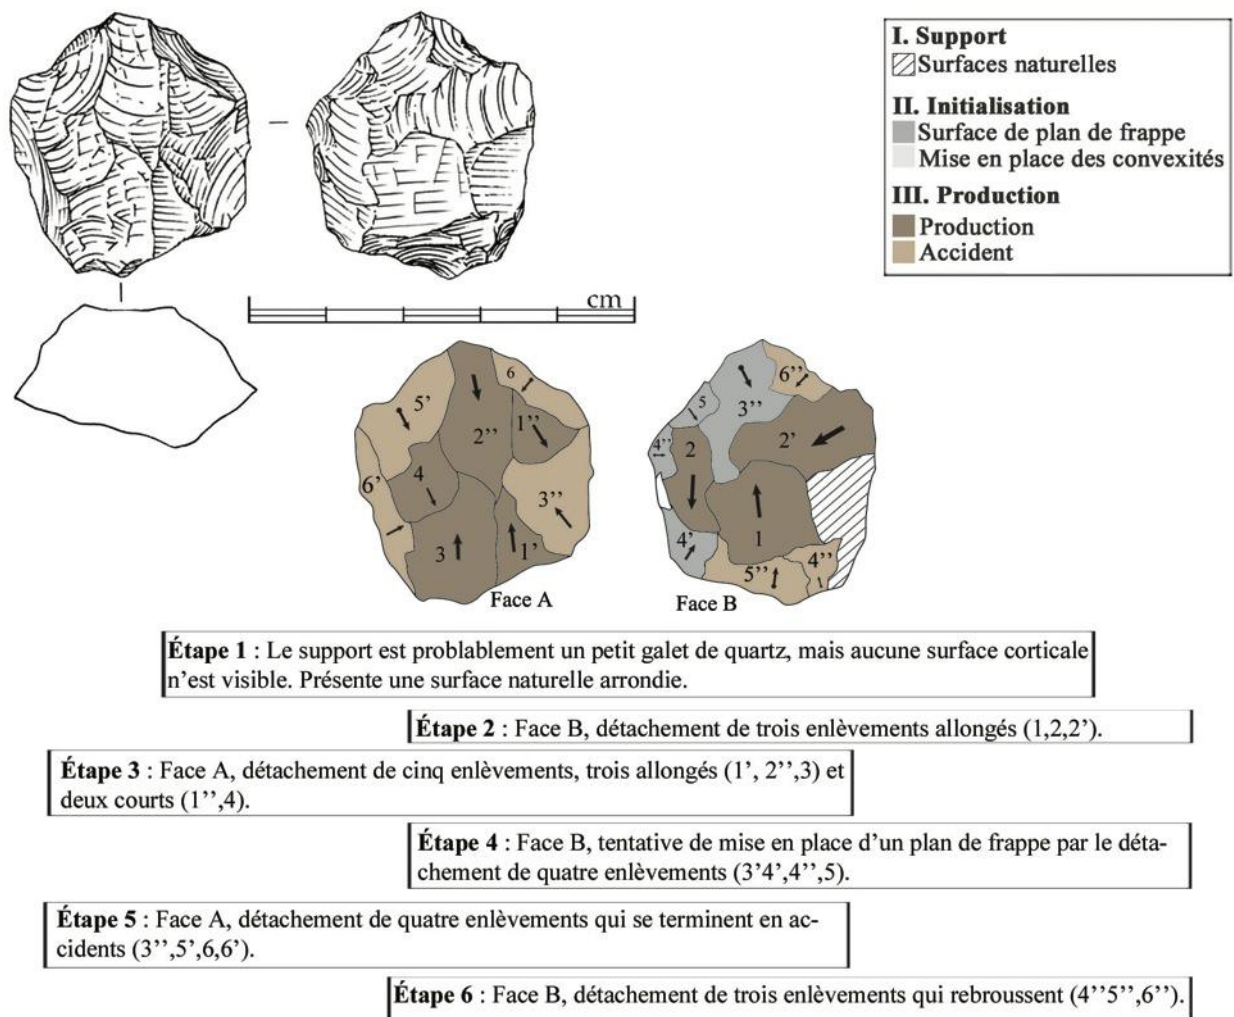 I. Support
Surfaces naturelles
II. Initialisation
Surface de plan de frappe
Mise en place des convexités
III. Production
Production
Accident
cm
6
5'
1''
2''
4
6'
3''
3
1'
Face A
6''
5
3''
4''
2
2'
1
4'
5''
4''
Face B
Étape 1 : Le support est problablement un petit galet de quartz, mais aucune surface corticale
n'est visible. Présente une surface naturelle arrondie.
Étape 2 : Face B, détachement de trois enlèvements allongés (1,2,2').
Étape 3 : Face A, détachement de cinq enlèvements, trois allongés (1', 2'',3) et
deux courts (1'',4).
Étape 4 : Face B, tentative de mise en place d'un plan de frappe par le déta-
chement de quatre enlèvements (3'4',4'',5).
Étape 5 : Face A, détachement de quatre enlèvements qui se terminent en ac-
cidents (3'',5',6,6').
Étape 6 : Face B, détachement de trois enlèvements qui rebroussent (4''5'',6'').